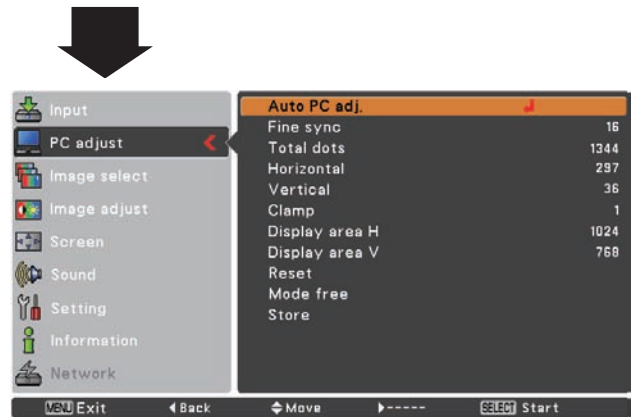 Input
PC adjust
Image select
Image adjust
Screen
Sound
Setting
Information
Network
Auto PC adj.
Fine sync 16
Total dots 1344
Horizontal 297
Vertical 36
Clamp 1
Display area H 1024
Display area V 768
Reset
Mode free
Store
MENU Exit Back Move ----- SELECT Start